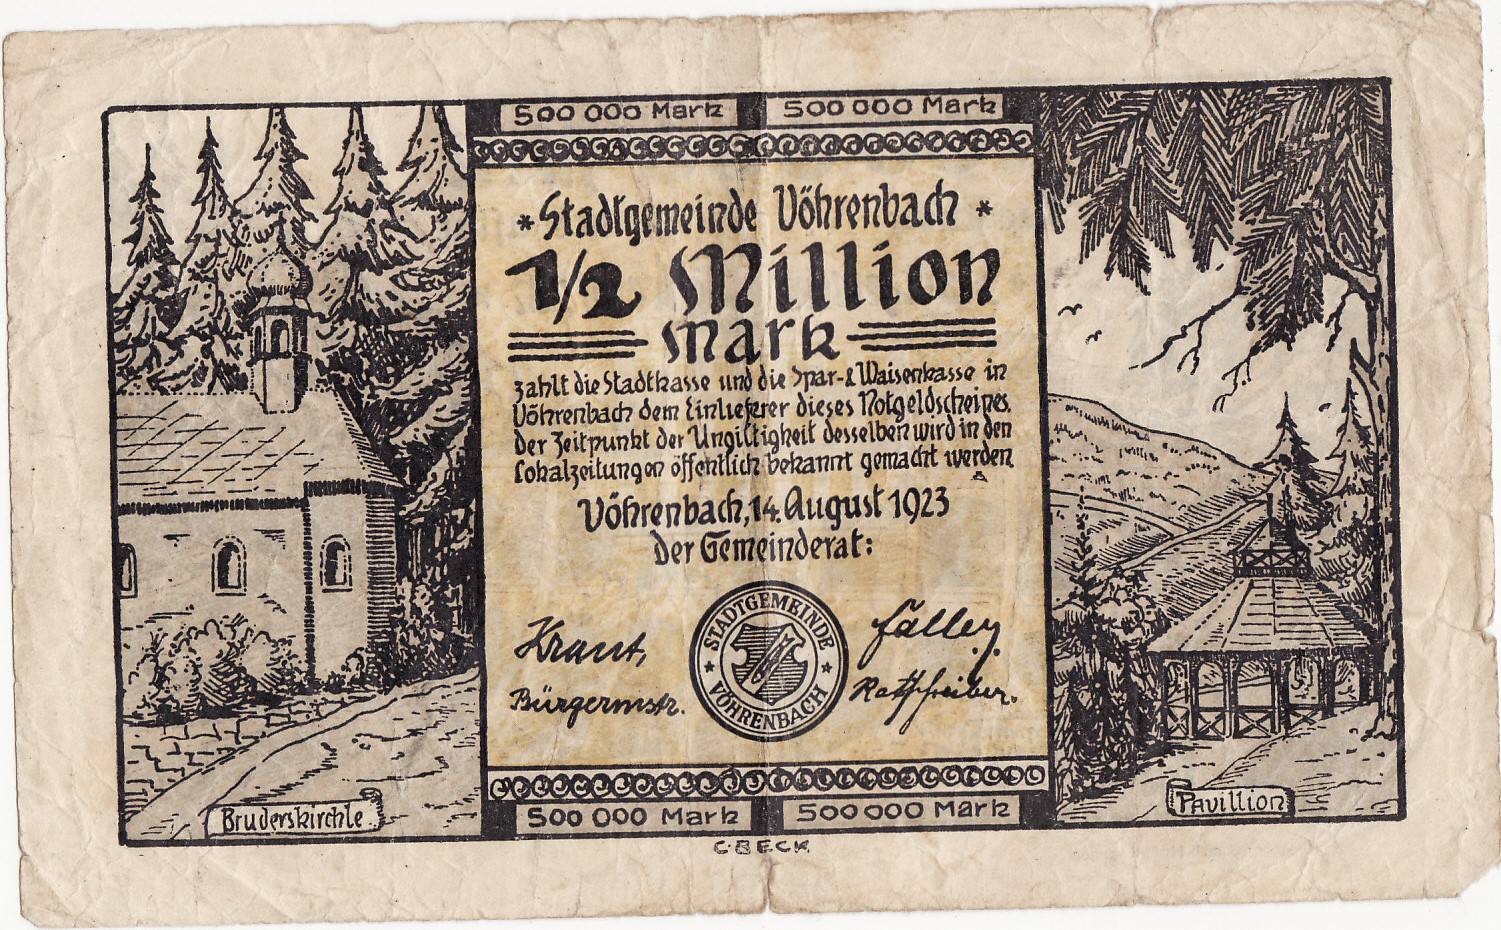 500 000 Mark 500 000 Mark
* Stadtgemeinde Vöhrenbach *
1/2 Million
Mark
zahlt die Stadtkasse und die Spar-& Waisenkasse in
Vöhrenbach dem Einlieferer dieses Notgeldscheines.
Der Zeitpunkt der Ungiltigheit desselben wird in den
Lokalzeitungen öffentlich bekannt gemacht werden
Vöhrenbach, 14. August 1923
Der Gemeinderat:
Kraut,
Bürgermstr.
STADTGEMEINDE
* VÖHRENBACH *
Ratschreiber.
Bruderskirchle.
Pavillion
500 000 Mark 500 000 Mark
C. BECK